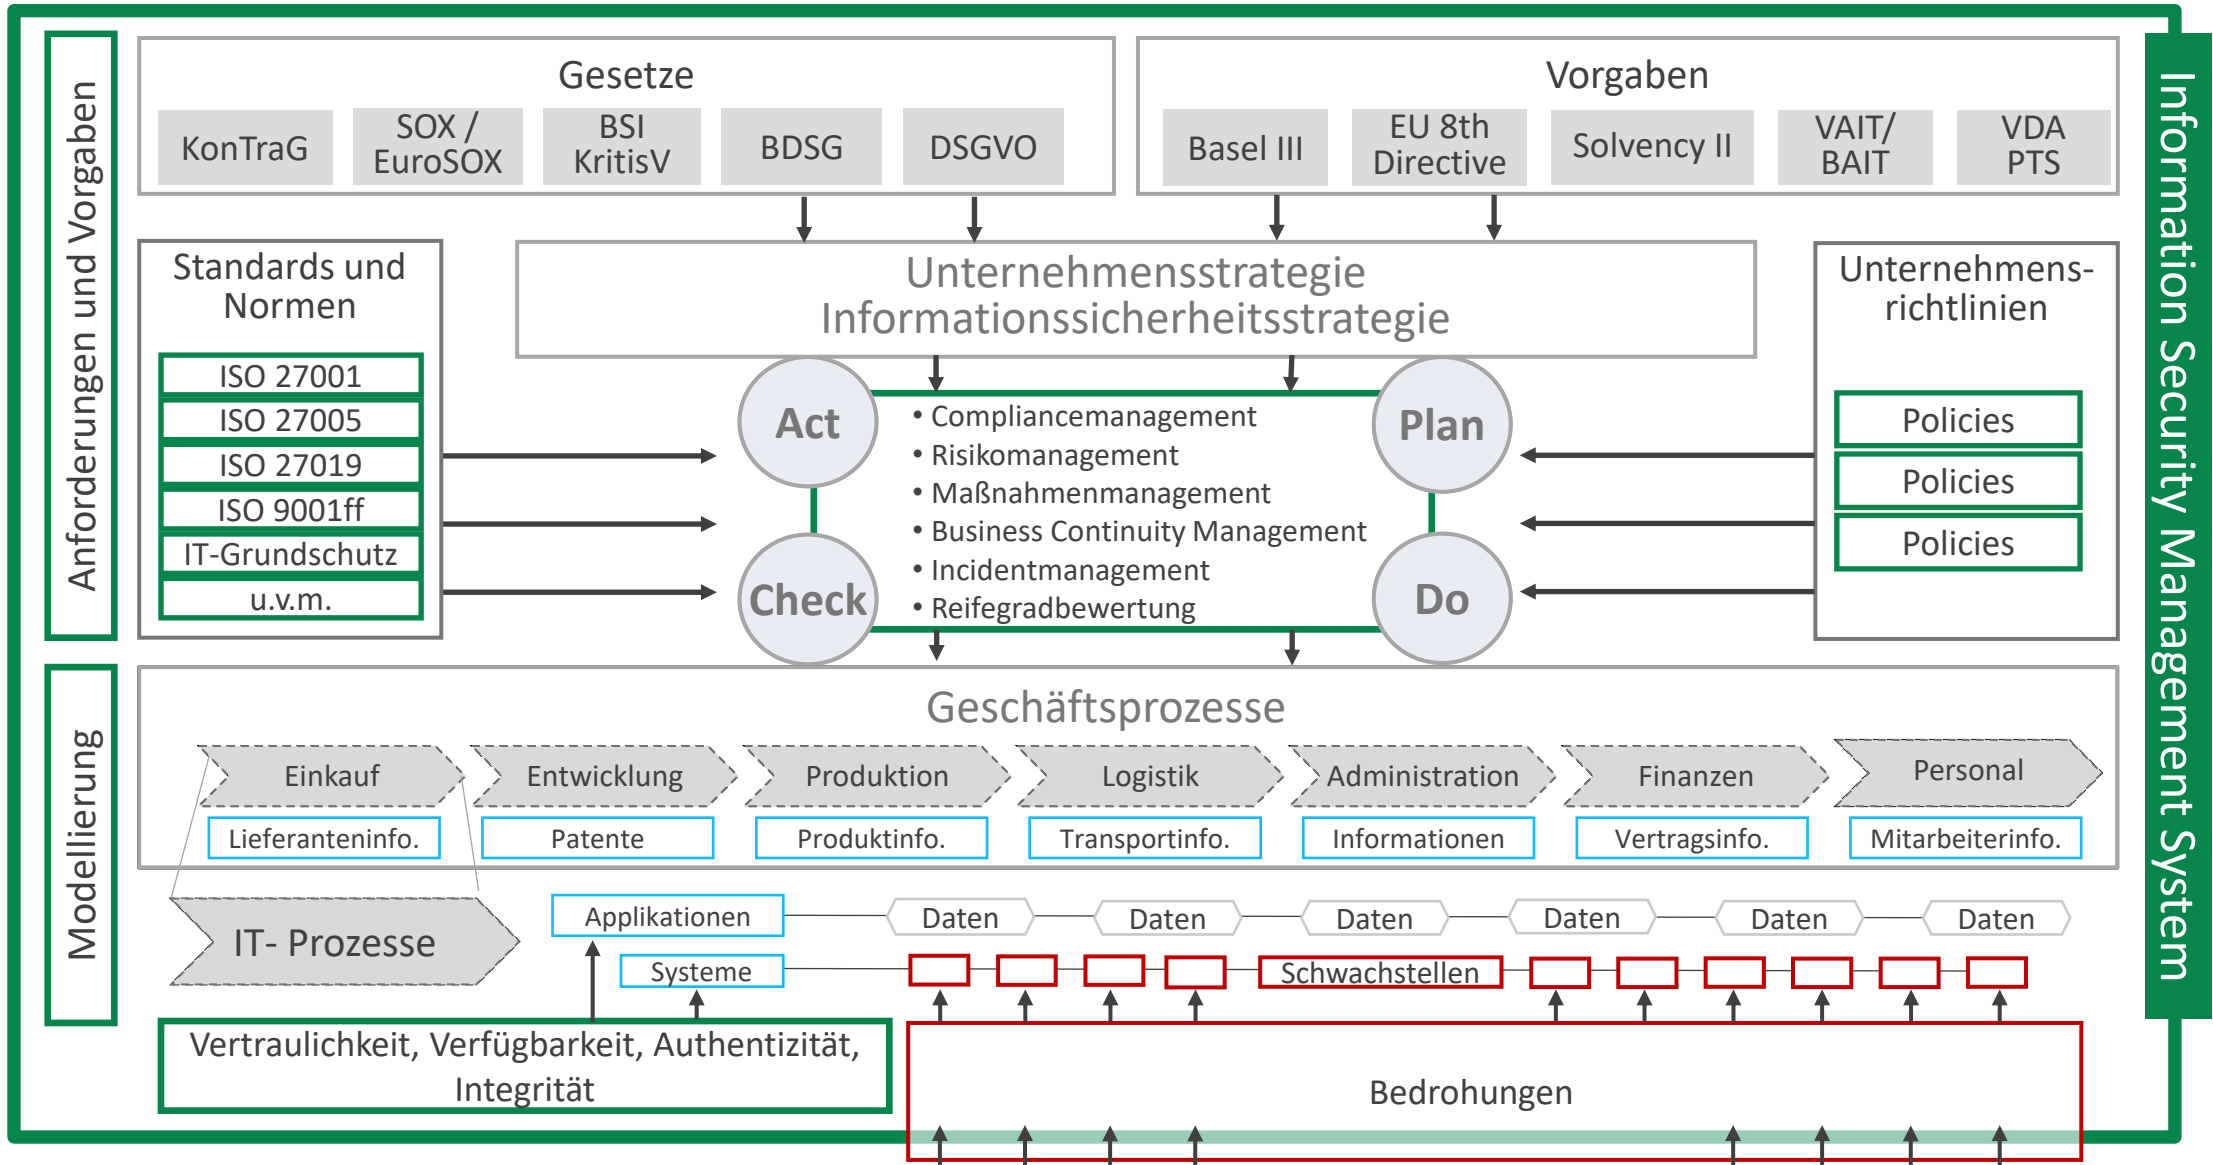 Anforderungen und Vorgaben
Gesetze
KonTraG
SOX /
EuroSOX
BSI
KritisV
BDSG
DSGVO
Vorgaben
Basel III
EU 8th
Directive
Solvency II
VAIT/
BAIT
VDA
PTS
Information Security Management System
Standards und
Normen
ISO 27001
ISO 27005
ISO 27019
ISO 9001ff
IT-Grundschutz
u.v.m.
Unternehmensstrategie
Informationssicherheitsstrategie
Act
Plan
Check
Do
• Compliancemanagement
• Risikomanagement
• Maßnahmenmanagement
• Business Continuity Management
• Incidentmanagement
• Reifegradbewertung
Unternehmens-
richtlinien
Policies
Policies
Policies
Modellierung
Geschäftsprozesse
Einkauf
Entwicklung
Produktion
Logistik
Administration
Finanzen
Personal
Lieferanteninfo.
Patente
Produktinfo.
Transportinfo.
Informationen
Vertragsinfo.
Mitarbeiterinfo.
IT- Prozesse
Applikationen
Daten
Daten
Daten
Daten
Daten
Daten
Systeme
Schwachstellen
Vertraulichkeit, Verfügbarkeit, Authentizität,
Integrität
Bedrohungen